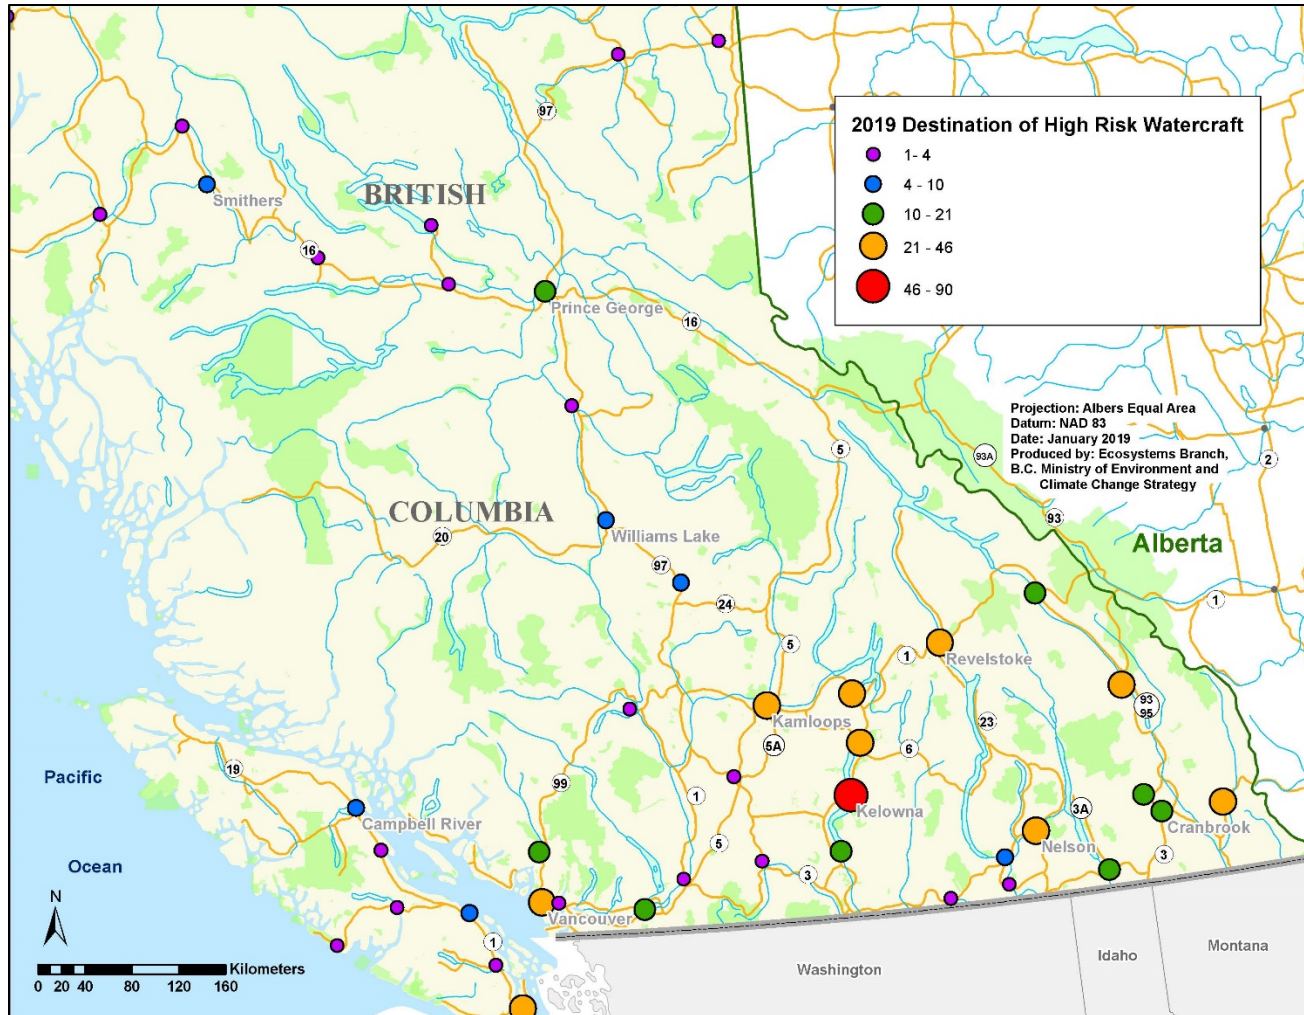 2019 Destination of High Risk Watercraft
1- 4
4 - 10
10 - 21
21 - 46
46 - 90
97
Smithers
BRITISH
16
Prince George
16
Projection: Albers Equal Area
Datum: NAD 83
Date: January 2019
Produced by: Ecosystems Branch,
B.C. Ministry of Environment and
Climate Change Strategy
5
93A
2
COLUMBIA
20
Williams Lake
93
Alberta
97
24
1
5
1
Revelstoke
Kamloops
93
95
23
5A
6
Pacific
19
99
1
Kelowna
Campbell River
3A
Cranbrook
Nelson
5
3
3
Ocean
N
Vancouver
1
Kilometers
0 20 40 80 120 160
Washington
Idaho
Montana